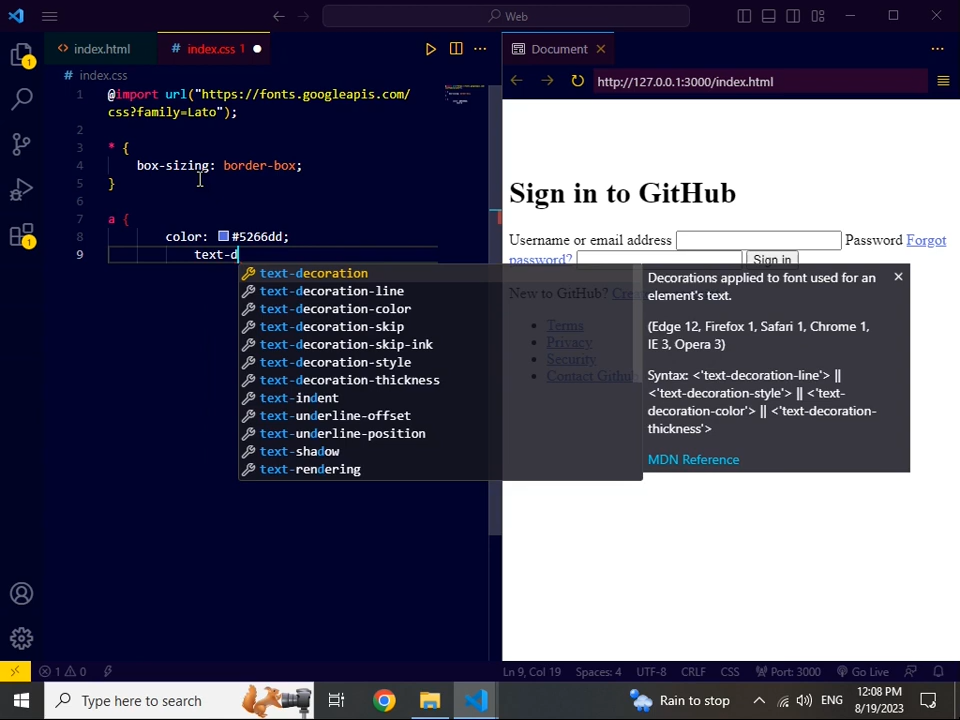 Web
index.html
# index.css 1
Document
# index.css
http://127.0.0.1:3000/index.html
1 @import url("https://fonts.googleapis.com/
css?family=Lato");
2
3 * {
4 box-sizing: border-box;
5 }
6
7 a {
8 color: #5266dd;
9 text-d
text-decoration
text-decoration-line
text-decoration-color
text-decoration-skip
text-decoration-skip-ink
text-decoration-style
text-decoration-thickness
text-indent
text-underline-offset
text-underline-position
text-shadow
text-rendering
Decorations applied to font used for an
element's text.
(Edge 12, Firefox 1, Safari 1, Chrome 1,
IE 3, Opera 3)
Syntax: <'text-decoration-line'> ||
<'text-decoration-style'> || <'text-
decoration-color'> || <'text-decoration-
thickness'>
MDN Reference
Sign in to GitHub
Username or email address Password Forgot
password? Sign in
New to GitHub?
Terms
Privacy
Security
Contact Github
1 0
Ln 9, Col 19 Spaces: 4 UTF-8 CRLF CSS Port: 3000 Go Live
Type here to search
Rain to stop
ENG
12:08 PM
8/19/2023